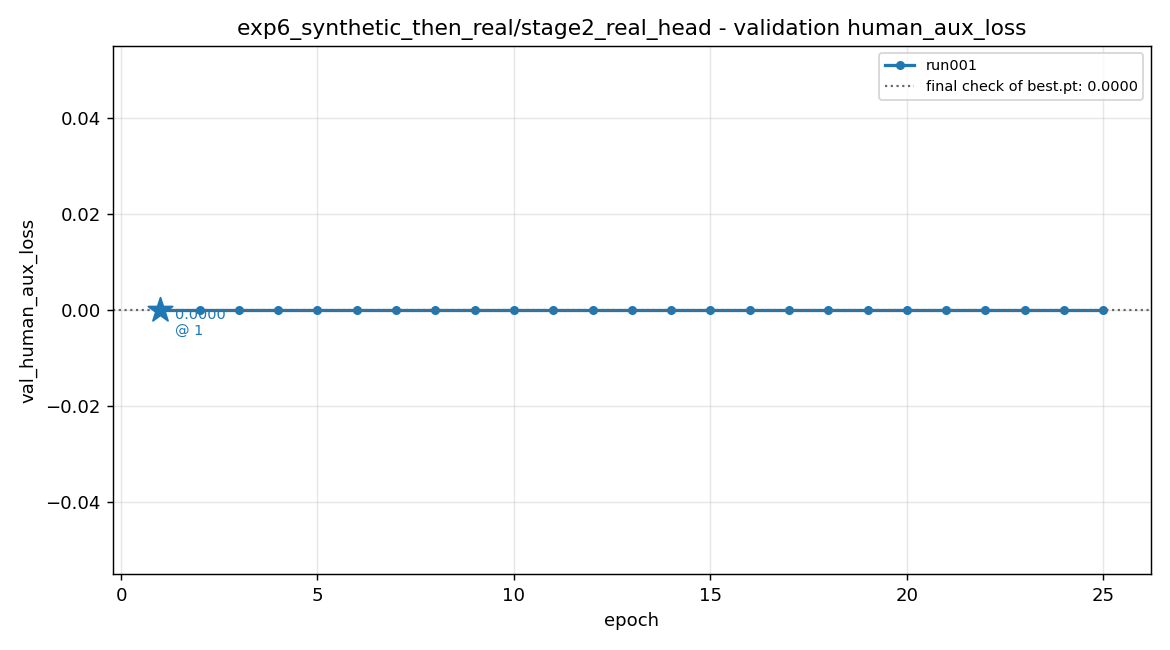 exp6_synthetic_then_real/stage2_real_head - validation human_aux_loss
run001
final check of best.pt: 0.0000
val_human_aux_loss
0.04
0.02
0.00
−0.02
−0.04
0.0000
@ 1
0
5
10
15
20
25
epoch